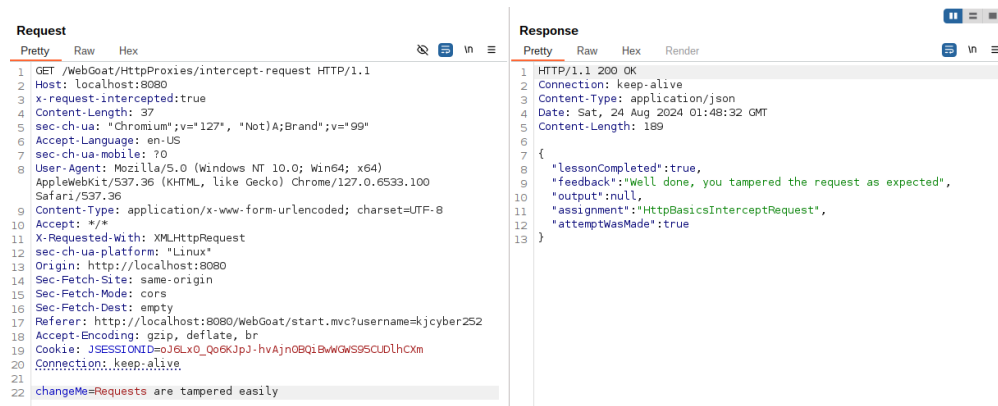 Request
Pretty Raw Hex
\n
1 GET /WebGoat/HttpProxies/intercept-request HTTP/1.1
2 Host: localhost:8080
3 x-request-intercepted:true
4 Content-Length: 37
5 sec-ch-ua: "Chromium";v="127", "Not)A;Brand";v="99"
6 Accept-Language: en-US
7 sec-ch-ua-mobile: ?0
8 User-Agent: Mozilla/5.0 (Windows NT 10.0; Win64; x64)
AppleWebKit/537.36 (KHTML, like Gecko) Chrome/127.0.6533.100
Safari/537.36
9 Content-Type: application/x-www-form-urlencoded; charset=UTF-8
10 Accept: */*
11 X-Requested-With: XMLHttpRequest
12 sec-ch-ua-platform: "Linux"
13 Origin: http://localhost:8080
14 Sec-Fetch-Site: same-origin
15 Sec-Fetch-Mode: cors
16 Sec-Fetch-Dest: empty
17 Referer: http://localhost:8080/WebGoat/start.mvc?username=kjcyber252
18 Accept-Encoding: gzip, deflate, br
19 Cookie: JSESSIONID=oJ6Lx0_Qo6KJpJ-hvAjn0BQiBwWGWS95CUDlhCXm
20 Connection: keep-alive
21
22 changeMe=Requests are tampered easily
Response
Pretty Raw Hex Render
\n
1 HTTP/1.1 200 OK
2 Connection: keep-alive
3 Content-Type: application/json
4 Date: Sat, 24 Aug 2024 01:48:32 GMT
5 Content-Length: 189
6
7 {
8 "lessonCompleted":true,
9 "feedback":"Well done, you tampered the request as expected",
10 "output":null,
11 "assignment":"HttpBasicsInterceptRequest",
12 "attemptWasMade":true
13 }